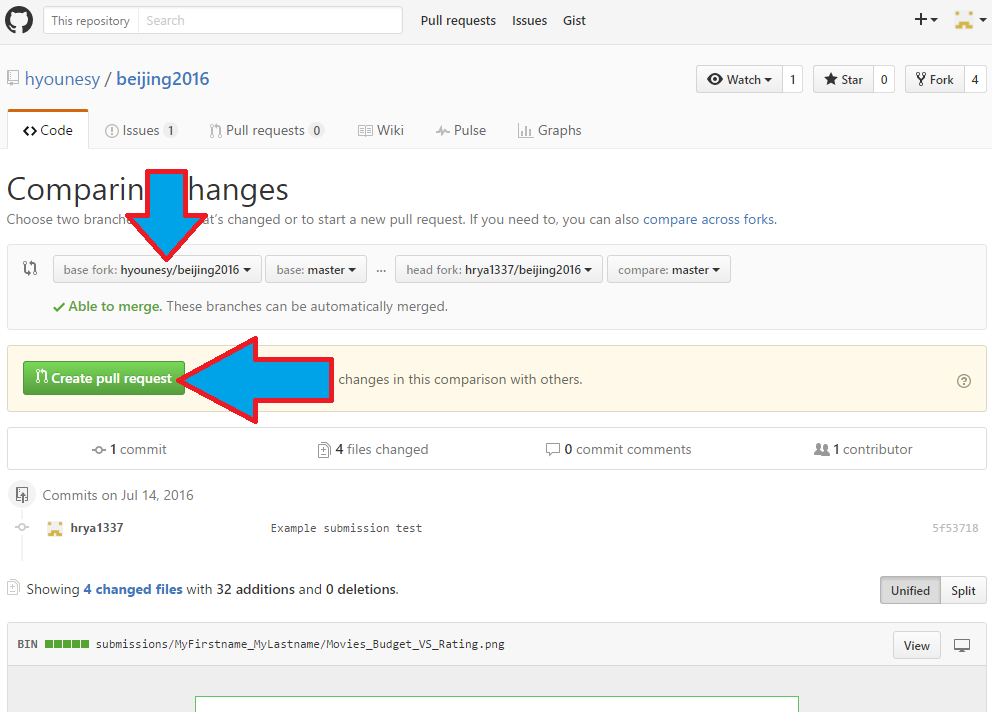 This repository Search Pull requests Issues Gist
hyounesy / beijing2016 Watch 1 Star 0 Fork 4
Code Issues 1 Pull requests 0 Wiki Pulse Graphs
Comparin hanges
Choose two branche at's changed or to start a new pull request. If you need to, you can also compare across forks.
base fork: hyounesy/beijing2016 base: master ... head fork: hrya1337/beijing2016 compare: master
Able to merge. These branches can be automatically merged.
Create pull request changes in this comparison with others.
1 commit 4 files changed 0 commit comments 1 contributor
Commits on Jul 14, 2016
hrya1337 Example submission test 5f53718
Showing 4 changed files with 32 additions and 0 deletions. Unified Split
BIN submissions/MyFirstname_MyLastname/Movies_Budget_VS_Rating.png View